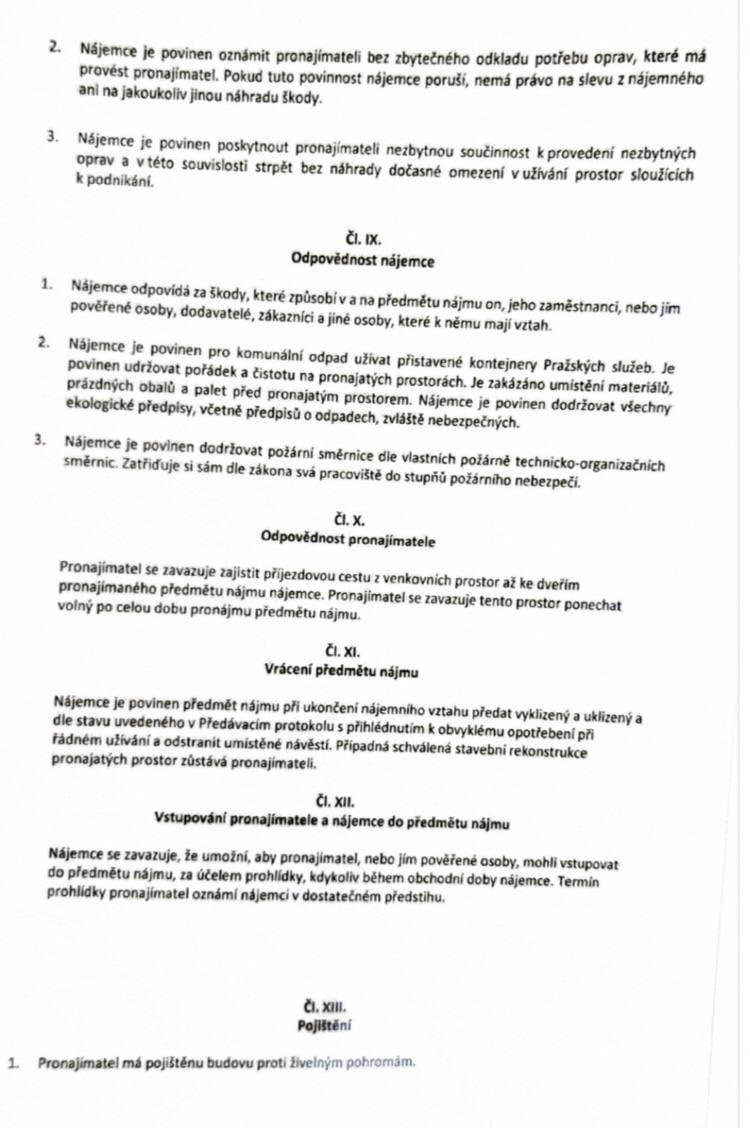 2. Nájemce je povinen oznámit pronajímateli bez zbytečného odkladu potřebu oprav, které má
provést pronajímatel. Pokud tuto povinnost nájemce poruší, nemá právo na slevu z nájemného
ani na jakoukoliv jinou náhradu škody.
3. Nájemce je povinen poskytnout pronajímateli nezbytnou součinnost k provedení nezbytných
oprav a v této souvislosti strpět bez náhrady dočasné omezení v užívání prostor sloužících
k podnikání.
Čl. IX.
Odpovědnost nájemce
1. Nájemce odpovídá za škody, které způsobí v a na předmětu nájmu on, jeho zaměstnanci, nebo jím
pověřené osoby, dodavatelé, zákazníci a jiné osoby, které k němu mají vztah.
2. Nájemce je povinen pro komunální odpad užívat přistavené kontejnery Pražských služeb. Je
povinen udržovat pořádek a čistotu na pronajatých prostorách. Je zakázáno umístění materiálů,
prázdných obalů a palet před pronajatým prostorem. Nájemce je povinen dodržovat všechny
ekologické předpisy, včetně předpisů o odpadech, zvláště nebezpečných.
3. Nájemce je povinen dodržovat požární směrnice dle vlastních požárně technicko-organizačních
směrnic. Zatřiďuje si sám dle zákona svá pracoviště do stupňů požárního nebezpečí.
Čl. X.
Odpovědnost pronajímatele
Pronajímatel se zavazuje zajistit příjezdovou cestu z venkovních prostor až ke dveřím
pronajímaného předmětu nájmu nájemce. Pronajímatel se zavazuje tento prostor ponechat
volný po celou dobu pronájmu předmětu nájmu.
Čl. XI.
Vrácení předmětu nájmu
Nájemce je povinen předmět nájmu při ukončení nájemního vztahu předat vyklizený a uklizený a
dle stavu uvedeného v Předávacím protokolu s přihlédnutím k obvyklému opotřebení při
řádném užívání a odstranit umístěné návěstí. Případná schválená stavební rekonstrukce
pronajatých prostor zůstává pronajímateli.
Čl. XII.
Vstupování pronajímatele a nájemce do předmětu nájmu
Nájemce se zavazuje, že umožní, aby pronajímatel, nebo jím pověřené osoby, mohli vstupovat
do předmětu nájmu, za účelem prohlídky, kdykoliv během obchodní doby nájemce. Termín
prohlídky pronajímatel oznámí nájemci v dostatečném předstihu.
Čl. XIII.
Pojištění
1. Pronajímatel má pojištěnu budovu proti živelným pohromám.